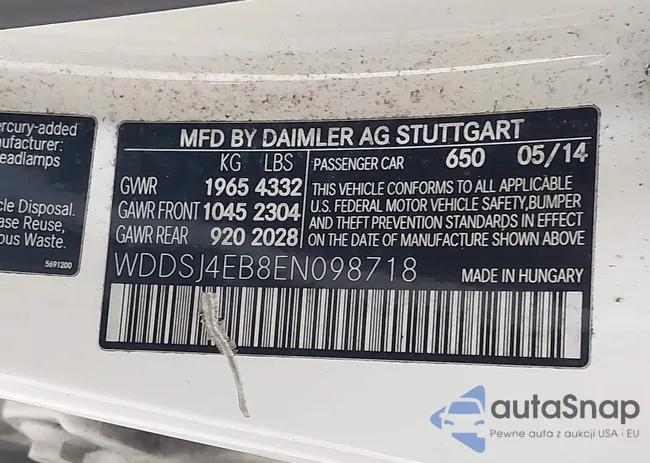 ercury-added
anufacturer:
eadlamps
cle Disposal.
ase Reuse,
ous Waste.
5691200
MFD BY DAIMLER AG STUTTGART
KG LBS
GVWR 1965 4332
GAWR FRONT 1045 2304
GAWR REAR 920 2028
PASSENGER CAR 650 05/14
THIS VEHICLE CONFORMS TO ALL APPLICABLE
U.S. FEDERAL MOTOR VEHICLE SAFETY,BUMPER
AND THEFT PREVENTION STANDARDS IN EFFECT
ON THE DATE OF MANUFACTURE SHOWN ABOVE
WDDSJ4EB8EN098718 MADE IN HUNGARY
autoSnap
Pewne auta z aukcji USA i EU